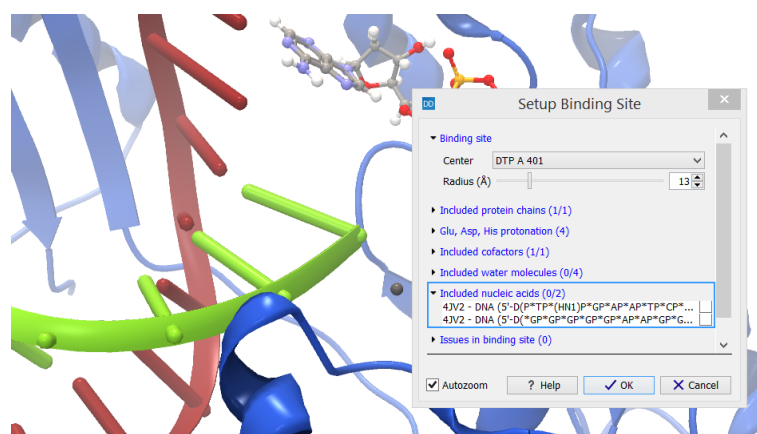 DD Setup Binding Site
Binding site
Center DTP A 401
Radius (Å) 13
Included protein chains (1/1)
Glu, Asp, His protonation (4)
Included cofactors (1/1)
Included water molecules (0/4)
Included nucleic acids (0/2)
4JV2 - DNA (5'-D(P*TP*(HN1)P*GP*AP*AP*TP*CP*...
4JV2 - DNA (5'-D(*GP*GP*GP*GP*GP*AP*AP*GP*G...
Issues in binding site (0)
Autozoom ? Help OK Cancel